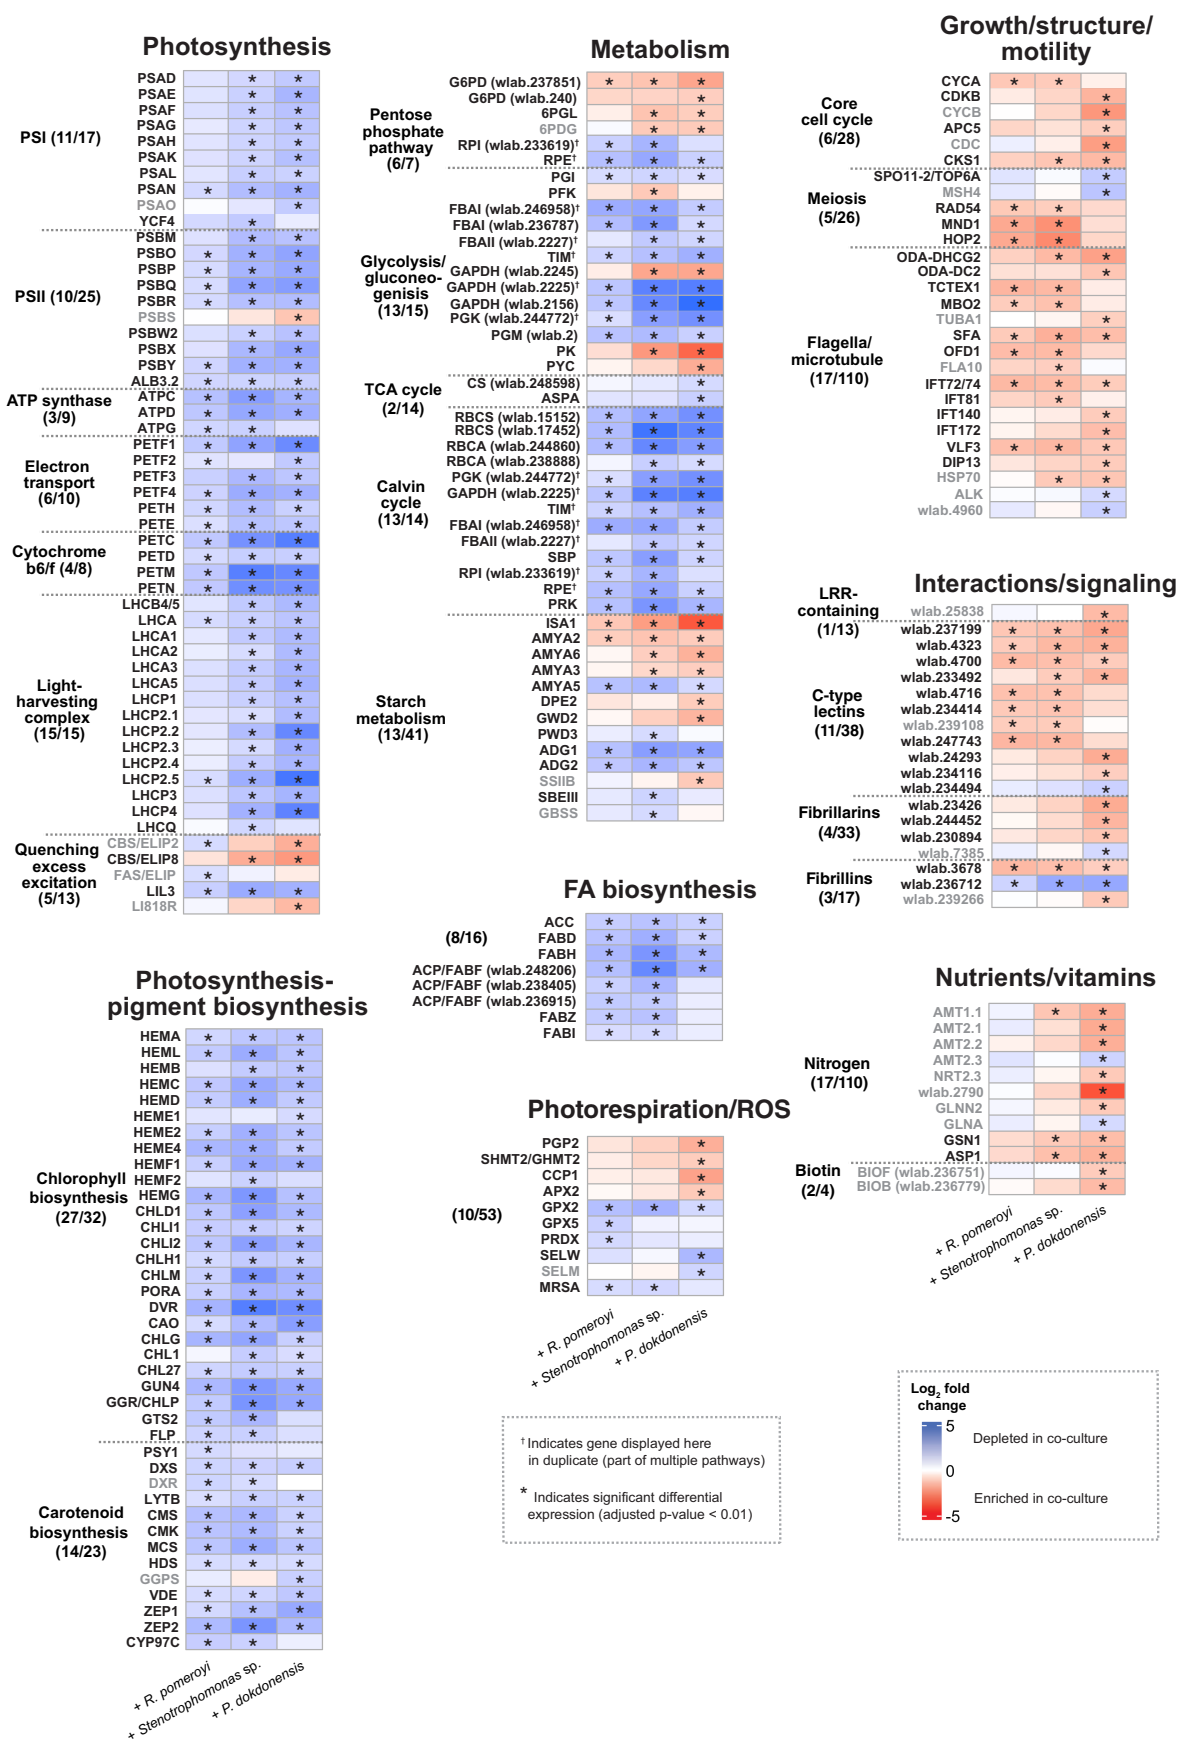 Photosynthesis
PSI (11/17)
PSAD * *
PSAE * *
PSAF * *
PSAG * *
PSAH * *
PSAK * *
PSAL * *
PSAN * * *
PSAO *
YCF4 *
PSII (10/25)
PSBM * *
PSBO * * *
PSBP * * *
PSBQ * * *
PSBR * * *
PSBS *
PSBW2 * *
PSBX * *
PSBY * * *
ALB3.2 * * *
ATP synthase
(3/9)
ATPC * * *
ATPD * * *
ATPG * *
Electron
transport
(6/10)
PETF1 * * *
PETF2 * *
PETF3 * *
PETF4 * * *
PETH * * *
PETE * * *
Cytochrome
b6/f (4/8)
PETC * * *
PETD * * *
PETM * * *
PETN * * *
Light-
harvesting
complex
(15/15)
LHCB4/5 * *
LHCA * * *
LHCA1 * *
LHCA2 * *
LHCA3 * *
LHCA5 * *
LHCP1 * *
LHCP2.1 * *
LHCP2.2 * *
LHCP2.3 * *
LHCP2.4 * *
LHCP2.5 * * *
LHCP3 * *
LHCP4 * *
LHCQ *
Quenching
excess
excitation
(5/13)
CBS/ELIP2 * *
CBS/ELIP8 * *
FAS/ELIP *
LIL3 * * *
LI818R *
Photosynthesis-
pigment biosynthesis
Chlorophyll
biosynthesis
(27/32)
HEMA * * *
HEML * * *
HEMB * *
HEMC * * *
HEMD * * *
HEME1 *
HEME2 * * *
HEME4 * * *
HEMF1 * * *
HEMF2 *
HEMG * * *
CHLD1 * * *
CHLI1 * * *
CHLI2 * * *
CHLH1 * * *
CHLM * * *
PORA * * *
DVR * * *
CAO * * *
CHLG * * *
CHL1 * *
CHL27 * * *
GUN4 * * *
GGR/CHLP * * *
GTS2 * *
FLP * *
Carotenoid
biosynthesis
(14/23)
PSY1 *
DXS * * *
DXR * *
LYTB * * *
CMS * * *
CMK * * *
MCS * * *
HDS * * *
GGPS *
VDE * * *
ZEP1 * * *
ZEP2 * * *
CYP97C * *
+ R. pomeroyi
+ Stenotrophomonas sp.
+ P. dokdonensis
Metabolism
Pentose
phosphate
pathway
(6/7)
G6PD (wlab.237851) * * *
G6PD (wlab.240) *
6PGL * *
6PDG * *
RPI (wlab.233619)† * *
RPE† * * *
Glycolysis/
gluconeo-
genisis
(13/15)
PGI * * *
PFK *
FBAI (wlab.246958)† * * *
FBAI (wlab.236787) * * *
FBAII (wlab.2227)† * *
TIM† * * *
GAPDH (wlab.2245) * *
GAPDH (wlab.2225)† * * *
GAPDH (wlab.2156) * * *
PGK (wlab.244772)† * * *
PGM (wlab.2) * * *
PK * *
PYC *
TCA cycle
(2/14)
CS (wlab.248598) *
ASPA *
Calvin
cycle
(13/14)
RBCS (wlab.15152) * * *
RBCS (wlab.17452) * * *
RBCA (wlab.244860) * * *
RBCA (wlab.238888) * *
PGK (wlab.244772)† * * *
GAPDH (wlab.2225)† * * *
TIM† * * *
FBAI (wlab.246958)† * * *
FBAII (wlab.2227)† * *
SBP * * *
RPI (wlab.233619)† * *
RPE† * * *
PRK * * *
Starch
metabolism
(13/41)
ISA1 * * *
AMYA2 * * *
AMYA6 * *
AMYA3 * *
AMYA5 * * *
DPE2 *
GWD2 *
PWD3 *
ADG1 * * *
ADG2 * * *
SSIIB *
SBEIII *
GBSS *
FA biosynthesis
(8/16)
ACC * * *
FABD * * *
FABH * * *
ACP/FABF (wlab.248206) * * *
ACP/FABF (wlab.238405) * *
ACP/FABF (wlab.236915) * *
FABZ * *
FABI * *
Photorespiration/ROS
(10/53)
PGP2 *
SHMT2/GHMT2 *
CCP1 *
APX2 *
GPX2 * * *
GPX5 *
PRDX *
SELW *
SELM *
MRSA * *
+ R. pomeroyi
+ Stenotrophomonas sp.
+ P. dokdonensis
† Indicates gene displayed here
in duplicate (part of multiple pathways)
* Indicates significant differential
expression (adjusted p-value < 0.01)
Growth/structure/
motility
Core
cell cycle
(6/28)
CYCA * *
CDKB *
CYCB *
APC5 *
CDC *
CKS1 * *
Meiosis
(5/26)
SPO11-2/TOP6A *
MSH4 *
RAD54 * *
MND1 * *
HOP2 * *
Flagella/
microtubule
(17/110)
ODA-DHCG2 * *
ODA-DC2 *
TCTEX1 * *
MBO2 * *
TUBA1 *
SFA * * *
OFD1 * *
FLA10 *
IFT72/74 * * *
IFT81 *
IFT140 *
IFT172 *
VLF3 * * *
DIP13 *
HSP70 * *
ALK *
wlab.4960 *
Interactions/signaling
LRR-
containing
(1/13)
wlab.25838 *
C-type
lectins
(11/38)
wlab.237199 * * *
wlab.4323 * * *
wlab.4700 * * *
wlab.233492 * *
wlab.4716 * *
wlab.234414 * *
wlab.239108 * *
wlab.247743 * *
wlab.24293 *
wlab.234116 *
wlab.234494 *
Fibrillarins
(4/33)
wlab.23426 *
wlab.244452 *
wlab.230894 *
wlab.7385 *
Fibrillins
(3/17)
wlab.3678 * * *
wlab.236712 * * *
wlab.239266 *
Nutrients/vitamins
Nitrogen
(17/110)
AMT1.1 * *
AMT2.1 *
AMT2.2 *
AMT2.3 *
NRT2.3 *
wlab.2790 *
GLNN2 *
GLNA *
GSN1 * *
ASP1 * *
Biotin
(2/4)
BIOF (wlab.236751) *
BIOB (wlab.236779) *
+ R. pomeroyi
+ Stenotrophomonas sp.
+ P. dokdonensis
Log2 fold
change
5
0
-5
Depleted in co-culture
Enriched in co-culture